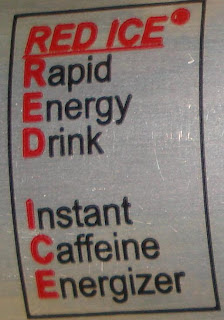 RED ICE
Rapid
Energy
Drink
Instant
Caffeine
Energizer